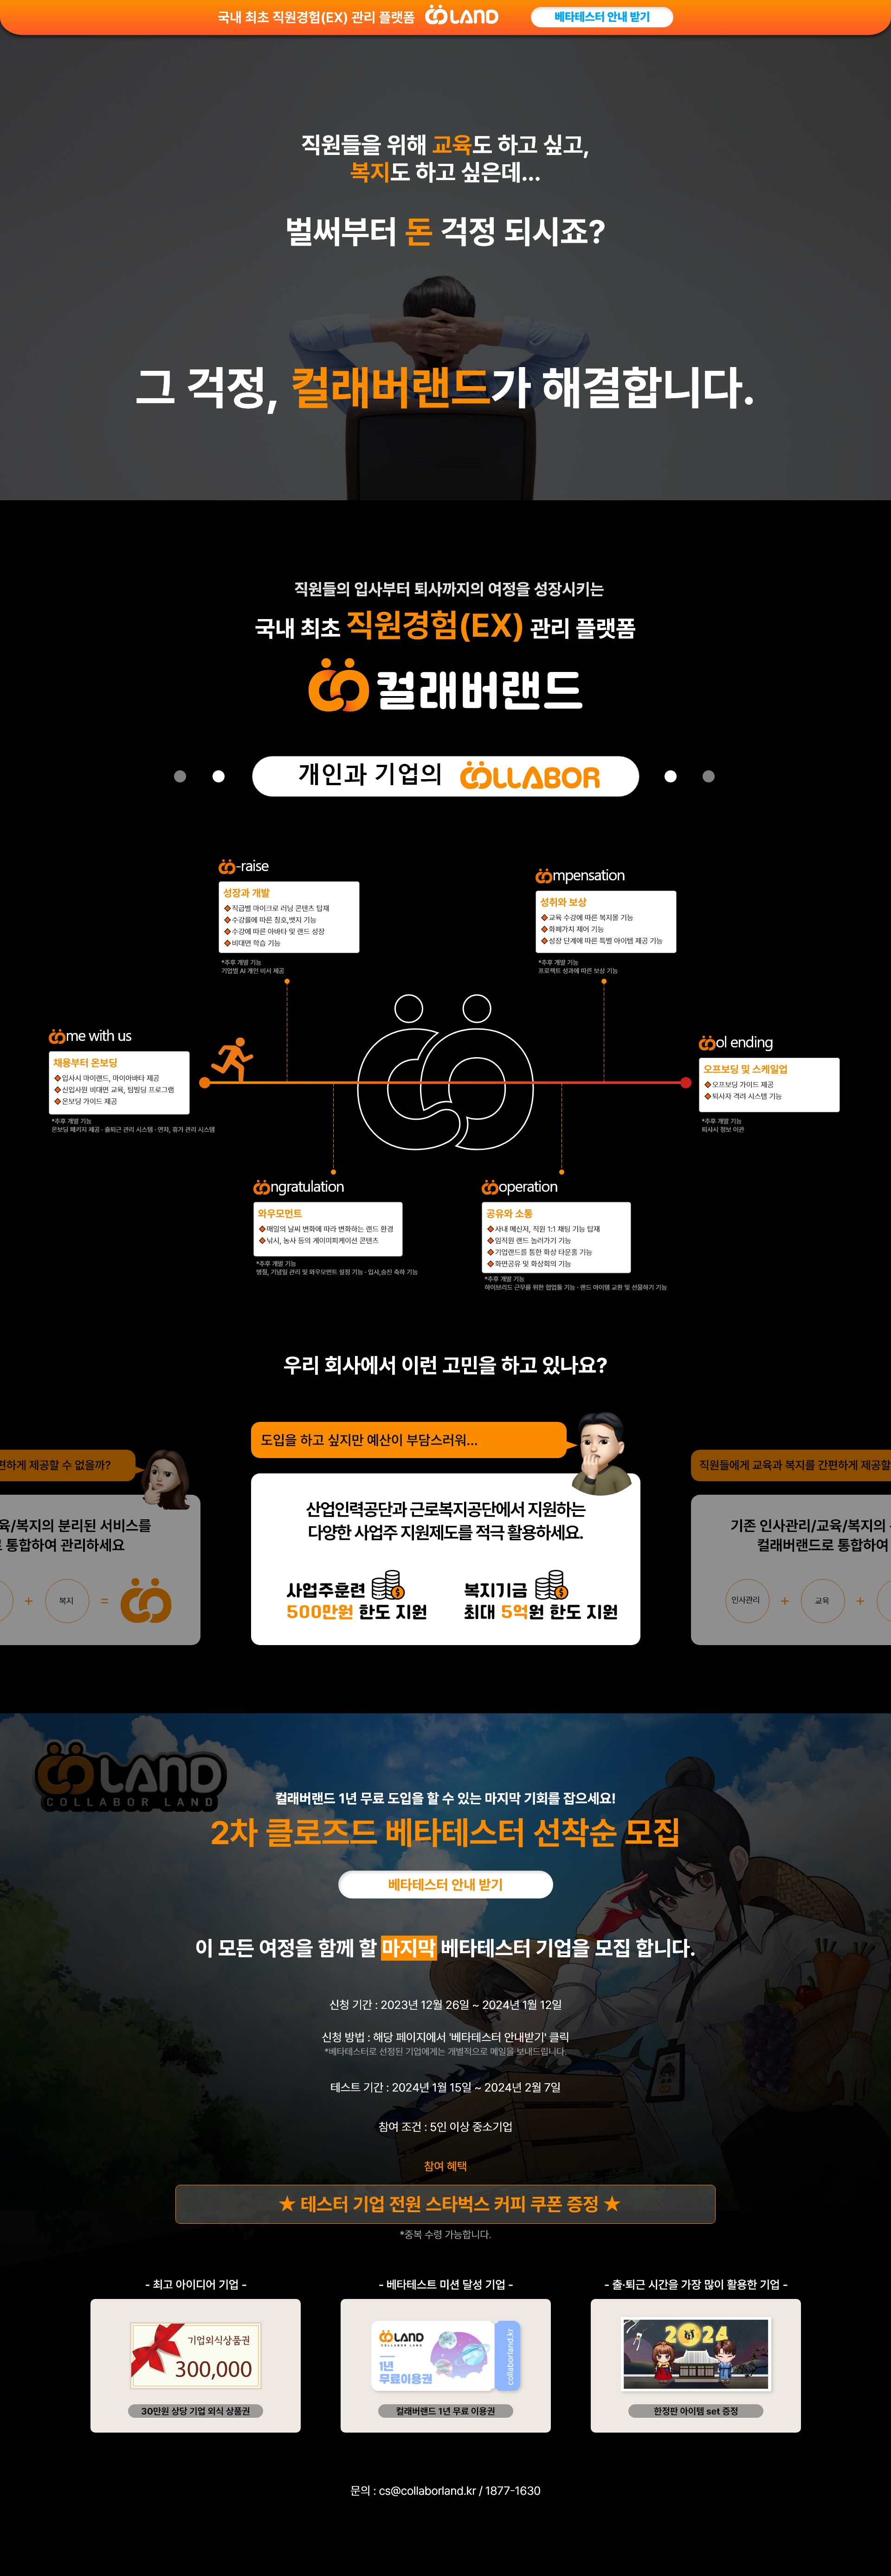 국내 최초 직원경험(EX) 관리 플랫폼 COLAND 베타테스터 안내 받기
직원들을 위해 교육도 하고 싶고,
복지도 하고 싶은데...
벌써부터 돈 걱정 되시죠?
그 걱정, 컬래버랜드가 해결합니다.
직원들의 입사부터 퇴사까지의 여정을 성장시키는
국내 최초 직원경험(EX) 관리 플랫폼
컬래버랜드
개인과 기업의 COLLABOR
Co-raise
성장과 개발
직급별 마이크로 러닝 콘텐츠 탑재
수강률에 따른 칭호,뱃지 기능
수강에 따른 아바타 및 랜드 성장
비대면 학습 기능
*추후 개발 기능
기업별 AI 개인 비서 제공
Compensation
성취와 보상
교육 수강에 따른 복지몰 기능
화폐가치 제어 기능
성장 단계에 따른 특별 아이템 제공 기능
*추후 개발 기능
프로젝트 성과에 따른 보상 기능
Come with us
채용부터 온보딩
입사시 마이랜드, 마이아바타 제공
신입사원 비대면 교육, 팀빌딩 프로그램
온보딩 가이드 제공
*추후 개발 기능
온보딩 패키지 제공 · 출퇴근 관리 시스템 · 연차, 휴가 관리 시스템
Cool ending
오프보딩 및 스케일업
오프보딩 가이드 제공
퇴사자 격려 시스템 기능
*추후 개발 기능
퇴사시 정보 이관
Congratulation
와우모먼트
매일의 날씨 변화에 따라 변화하는 랜드 환경
낚시, 농사 등의 게이미피케이션 콘텐츠
*추후 개발 기능
명절, 기념일 관리 및 와우모먼트 설정 기능 · 입사,승진 축하 기능
Cooperation
공유와 소통
사내 메신저, 직원 1:1 채팅 기능 탑재
임직원 랜드 놀러가기 기능
기업랜드를 통한 화상 타운홀 기능
화면공유 및 화상회의 기능
*추후 개발 기능
하이브리드 근무를 위한 협업툴 기능 · 랜드 아이템 교환 및 선물하기 기능
우리 회사에서 이런 고민을 하고 있나요?
편하게 제공할 수 없을까?
육/복지의 분리된 서비스를
로 통합하여 관리하세요
+ 복지 =
도입을 하고 싶지만 예산이 부담스러워...
산업인력공단과 근로복지공단에서 지원하는
다양한 사업주 지원제도를 적극 활용하세요.
사업주훈련
500만원 한도 지원
복지기금
최대 5억원 한도 지원
직원들에게 교육과 복지를 간편하게 제공할
기존 인사관리/교육/복지의
컬래버랜드로 통합하여
인사관리 + 교육 +
COLAND
COLLABOR LAND
컬래버랜드 1년 무료 도입을 할 수 있는 마지막 기회를 잡으세요!
2차 클로즈드 베타테스터 선착순 모집
베타테스터 안내 받기
이 모든 여정을 함께 할 마지막 베타테스터 기업을 모집 합니다.
신청 기간 : 2023년 12월 26일 ~ 2024년 1월 12일
신청 방법 : 해당 페이지에서 '베타테스터 안내받기' 클릭
*베타테스터로 선정된 기업에게는 개별적으로 메일을 보내드립니다.
테스트 기간 : 2024년 1월 15일 ~ 2024년 2월 7일
참여 조건 : 5인 이상 중소기업
참여 혜택
★ 테스터 기업 전원 스타벅스 커피 쿠폰 증정 ★
*중복 수령 가능합니다.
- 최고 아이디어 기업 -
기업외식상품권
300,000
30만원 상당 기업 외식 상품권
- 베타테스트 미션 달성 기업 -
COLAND
COLLABOR LAND
1년
무료이용권
collaborland.kr
컬래버랜드 1년 무료 이용권
- 출·퇴근 시간을 가장 많이 활용한 기업 -
2024
한정판 아이템 set 증정
문의 : cs@collaborland.kr / 1877-1630